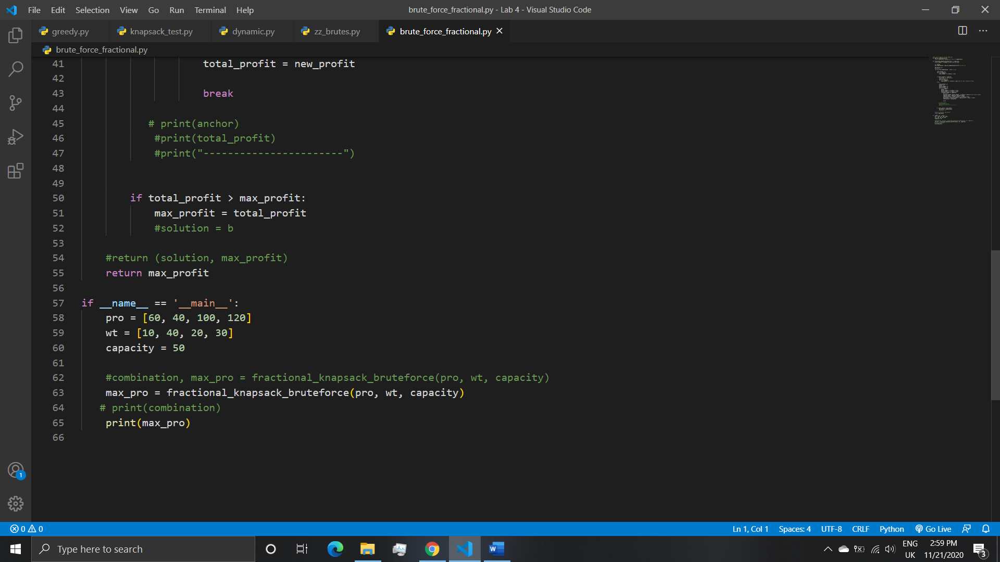 File Edit Selection View Go Run Terminal Help
brute_force_fractional.py - Lab 4 - Visual Studio Code
greedy.py knapsack_test.py dynamic.py zz_brutes.py brute_force_fractional.py
brute_force_fractional.py
41 total_profit = new_profit
42
43 break
44
45 # print(anchor)
46 #print(total_profit)
47 #print("-----------------------")
48
49
50 if total_profit > max_profit:
51 max_profit = total_profit
52 #solution = b
53
54 #return (solution, max_profit)
55 return max_profit
56
57 if __name__ == '__main__':
58 pro = [60, 40, 100, 120]
59 wt = [10, 40, 20, 30]
60 capacity = 50
61
62 #combination, max_pro = fractional_knapsack_bruteforce(pro, wt, capacity)
63 max_pro = fractional_knapsack_bruteforce(pro, wt, capacity)
64 # print(combination)
65 print(max_pro)
66
1
0 0
Ln 1, Col 1 Spaces: 4 UTF-8 CRLF Python Go Live
Type here to search
W
ENG
UK
2:59 PM
11/21/2020
3